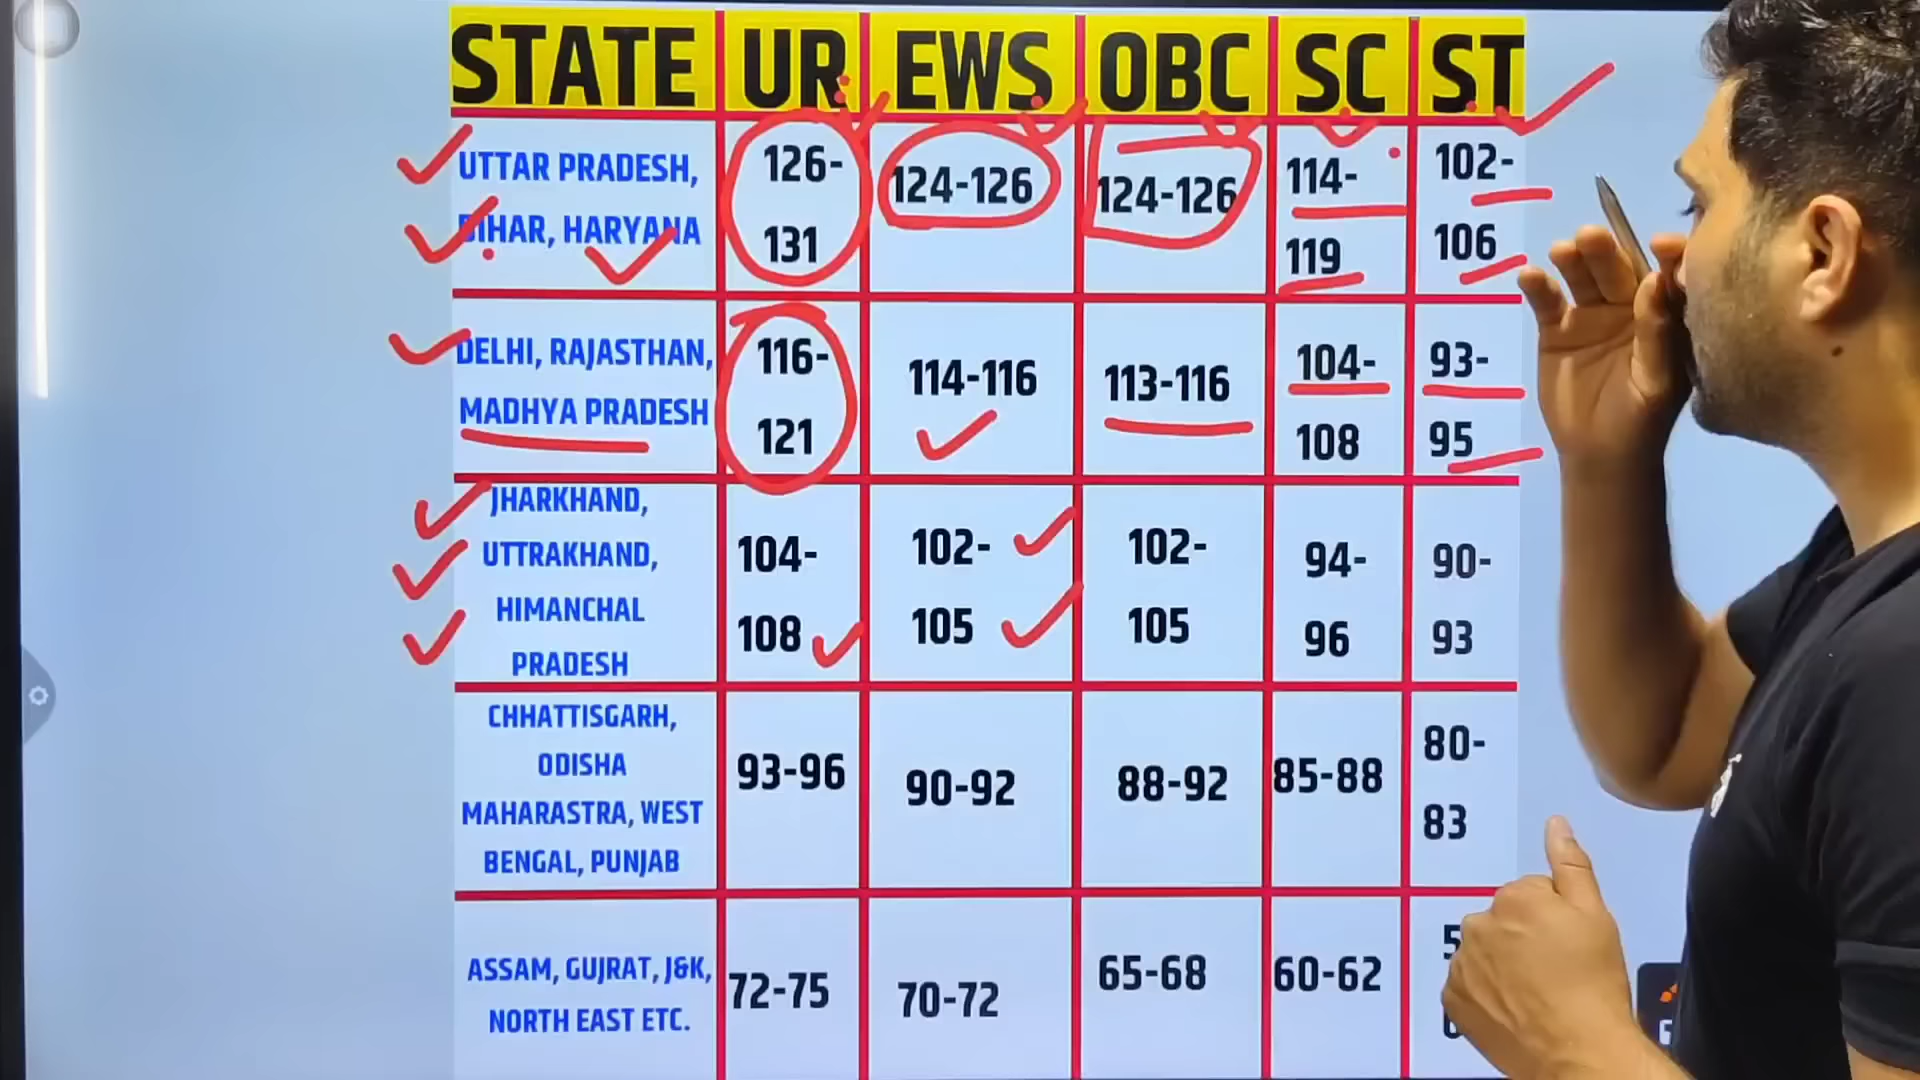 STATE UR EWS OBC SC ST
UTTAR PRADESH,
BIHAR, HARYANA
126-
131
124-126
124-126
114-
119
102-
106
DELHI, RAJASTHAN,
MADHYA PRADESH
116-
121
114-116
113-116
104-
108
93-
95
JHARKHAND,
UTTRAKHAND,
HIMANCHAL
PRADESH
104-
108
102-
105
102-
105
94-
96
90-
93
CHHATTISGARH,
ODISHA
MAHARASTRA, WEST
BENGAL, PUNJAB
93-96
90-92
88-92
85-88
80-
83
ASSAM, GUJRAT, J&K,
NORTH EAST ETC.
72-75
70-72
65-68
60-62